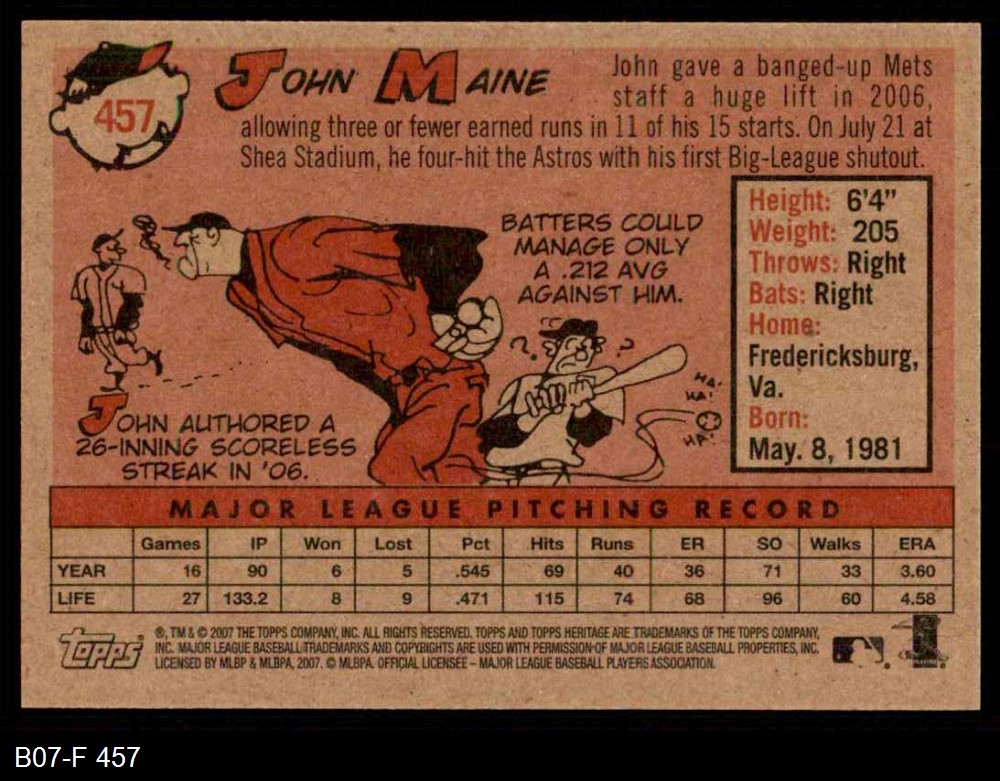 457
JOHN MAINE
John gave a banged-up Mets
staff a huge lift in 2006,
allowing three or fewer earned runs in 11 of his 15 starts. On July 21 at
Shea Stadium, he four-hit the Astros with his first Big-League shutout.
BATTERS COULD
MANAGE ONLY
A .212 AVG
AGAINST HIM.
? ?
HA!
HA!
HA!
JOHN AUTHORED A
26-INNING SCORELESS
STREAK IN '06.
Height: 6'4"
Weight: 205
Throws: Right
Bats: Right
Home:
Fredericksburg,
Va.
Born:
May. 8, 1981
MAJOR LEAGUE PITCHING RECORD
Games IP Won Lost Pct Hits Runs ER SO Walks ERA
YEAR 16 90 6 5 .545 69 40 36 71 33 3.60
LIFE 27 133.2 8 9 .471 115 74 68 96 60 4.58
Topps
®, TM & © 2007 THE TOPPS COMPANY, INC. ALL RIGHTS RESERVED. TOPPS AND TOPPS HERITAGE ARE TRADEMARKS OF THE TOPPS COMPANY,
INC. MAJOR LEAGUE BASEBALL TRADEMARKS AND COPYRIGHTS ARE USED WITH PERMISSION OF MAJOR LEAGUE BASEBALL PROPERTIES, INC.
LICENSED BY MLBP & MLBPA, 2007. © MLBPA. OFFICIAL LICENSEE – MAJOR LEAGUE BASEBALL PLAYERS ASSOCIATION.
B07-F 457